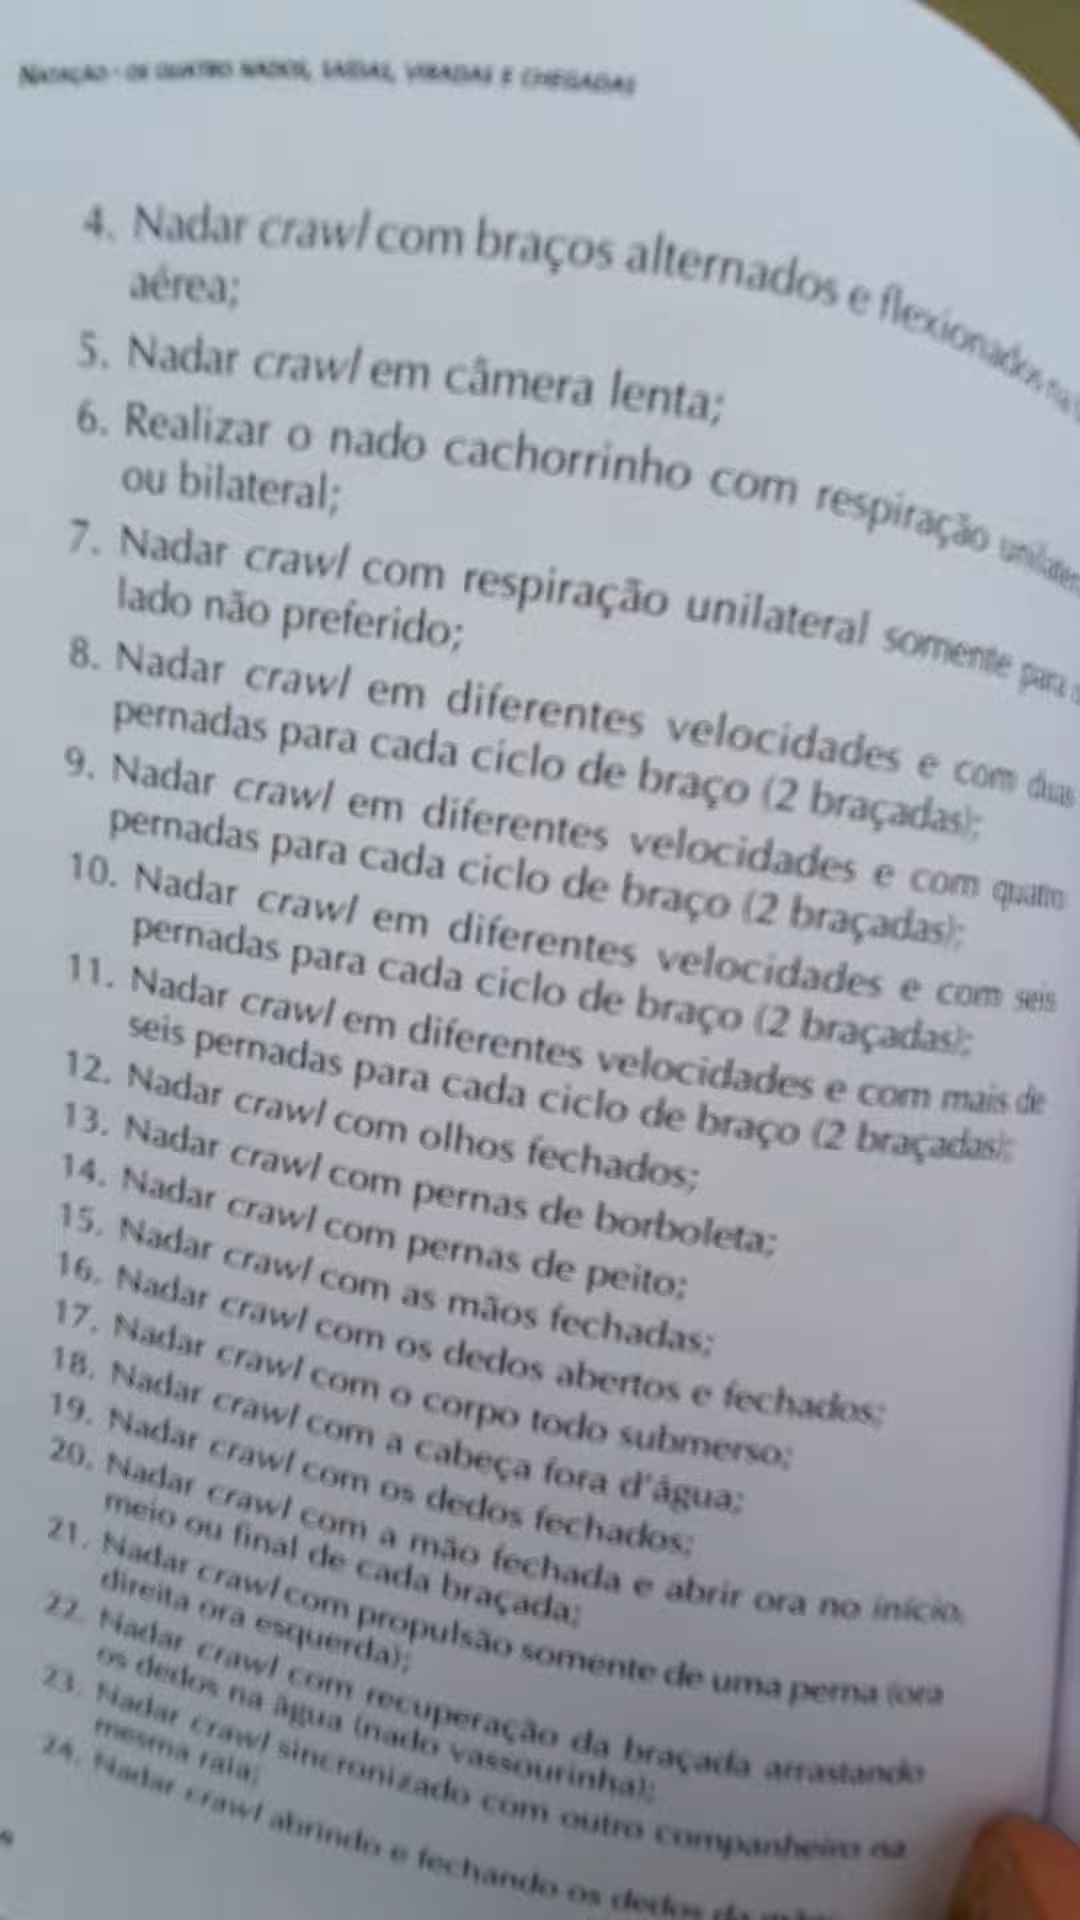 NATAÇÃO - OS QUATRO NADOS, SAÍDAS, VIRADAS E CHEGADAS
4. Nadar crawl com braços alternados e flexionados na
aérea;
5. Nadar crawl em câmera lenta;
6. Realizar o nado cachorrinho com respiração
ou bilateral;
7. Nadar crawl com respiração unilateral somente para
lado não preferido;
8. Nadar crawl em diferentes velocidades e com duas
pernadas para cada ciclo de braço (2 braçadas);
9. Nadar crawl em diferentes velocidades e com quatro
pernadas para cada ciclo de braço (2 braçadas);
10. Nadar crawl em diferentes velocidades e com seis
pernadas para cada ciclo de braço (2 braçadas);
11. Nadar crawl em diferentes velocidades e com mais de
seis pernadas para cada ciclo de braço (2 braçadas);
12. Nadar crawl com olhos fechados;
13. Nadar crawl com pernas de borboleta;
14. Nadar crawl com pernas de peito;
15. Nadar crawl com as mãos fechadas;
16. Nadar crawl com os dedos abertos e fechados;
17. Nadar crawl com o corpo todo submerso;
18. Nadar crawl com a cabeça fora d'água;
19. Nadar crawl com os dedos fechados;
20. Nadar crawl com a mão fechada e abrir ora no início,
meio ou final de cada braçada;
21. Nadar crawl com propulsão somente de uma perna (ora
direita ora esquerda);
22. Nadar crawl com recuperação da braçada arrastando
os dedos na água (nado vassourinha);
23. Nadar crawl sincronizado com outro companheiro na
mesma raia;
24. Nadar crawl abrindo e fechando os dedos da